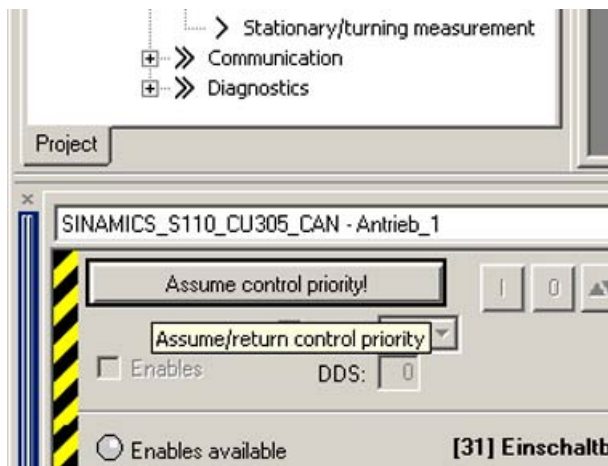 Stationary/turning measurement
Communication
Diagnostics
Project
SINAMICS_S110_CU305_CAN - Antrieb_1
Assume control priority!
I 0
Assume/return control priority
Enables
DDS: 0
Enables available [31] Einschaltb